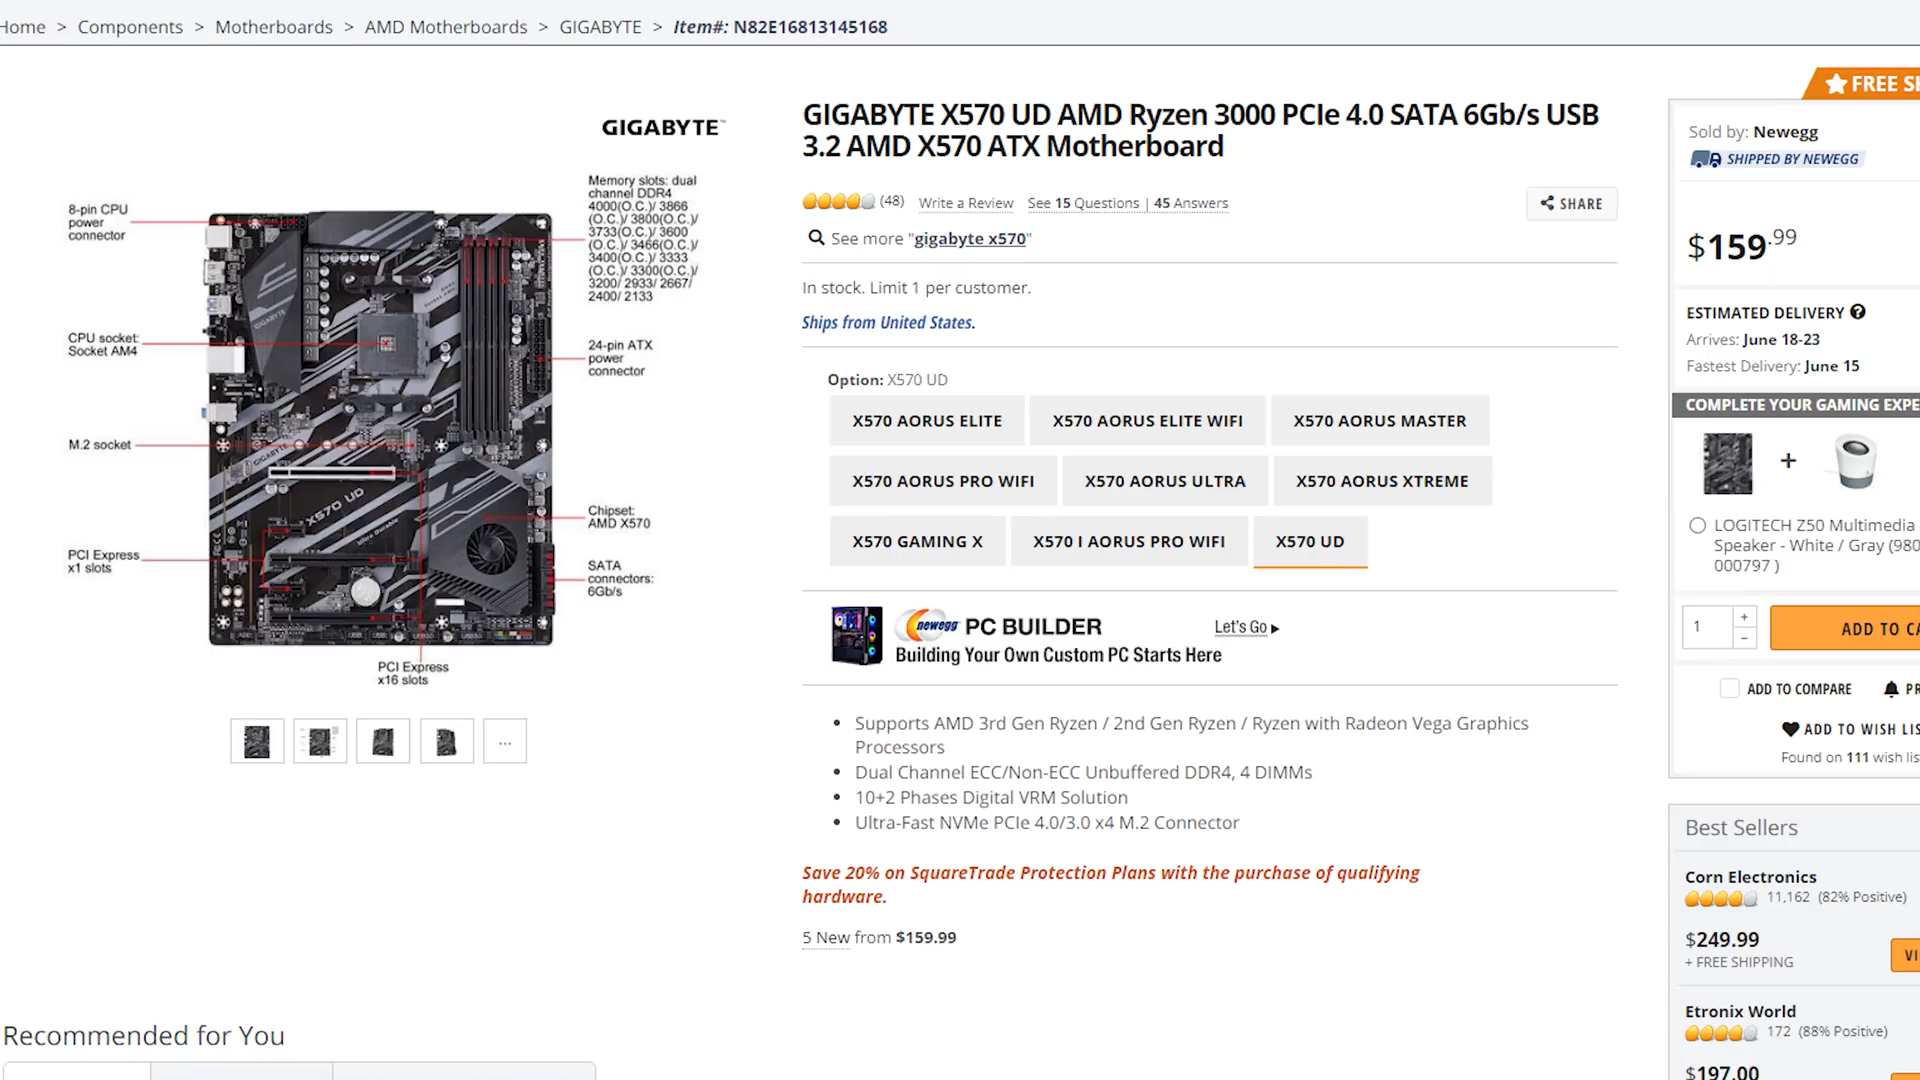 Home > Components > Motherboards > AMD Motherboards > GIGABYTE > Item#: N82E16813145168
FREE
GIGABYTE
8-pin CPU
power
connector
Memory slots: dual
channel DDR4
4000(O.C.)/ 3866
(O.C.)/ 3800(O.C.)/
3733(O.C.)/ 3600
(O.C.)/ 3466(O.C.)/
3400(O.C.)/ 3333
(O.C.)/ 3300(O.C.)/
3200/ 2933/ 2667/
2400/ 2133
CPU socket:
Socket AM4
24-pin ATX
power
connector
M.2 socket
GIGABYTE
GIGABYTE
X570 UD
Ultra Durable
Chipset:
AMD X570
PCI Express
x1 slots
SATA
connectors:
6Gb/s
PCI Express
x16 slots
...
GIGABYTE X570 UD AMD Ryzen 3000 PCIe 4.0 SATA 6Gb/s USB
3.2 AMD X570 ATX Motherboard
(48) Write a Review See 15 Questions | 45 Answers
SHARE
See more "gigabyte x570"
In stock. Limit 1 per customer.
Ships from United States.
Option: X570 UD
X570 AORUS ELITE X570 AORUS ELITE WIFI X570 AORUS MASTER
X570 AORUS PRO WIFI X570 AORUS ULTRA X570 AORUS XTREME
X570 GAMING X X570 I AORUS PRO WIFI X570 UD
newegg PC BUILDER Let's Go
Building Your Own Custom PC Starts Here
• Supports AMD 3rd Gen Ryzen / 2nd Gen Ryzen / Ryzen with Radeon Vega Graphics
Processors
• Dual Channel ECC/Non-ECC Unbuffered DDR4, 4 DIMMs
• 10+2 Phases Digital VRM Solution
• Ultra-Fast NVMe PCIe 4.0/3.0 x4 M.2 Connector
Save 20% on SquareTrade Protection Plans with the purchase of qualifying
hardware.
5 New from $159.99
Sold by: Newegg
SHIPPED BY NEWEGG
$159.99
ESTIMATED DELIVERY ?
Arrives: June 18-23
Fastest Delivery: June 15
COMPLETE YOUR GAMING EXPE
+
LOGITECH Z50 Multimedia
Speaker - White / Gray (980
000797 )
1 + -
ADD TO CA
ADD TO COMPARE PR
ADD TO WISH LIS
Found on 111 wish lis
Best Sellers
Corn Electronics
11,162 (82% Positive)
$249.99
+ FREE SHIPPING
VI
Etronix World
172 (88% Positive)
$197.00
Recommended for You